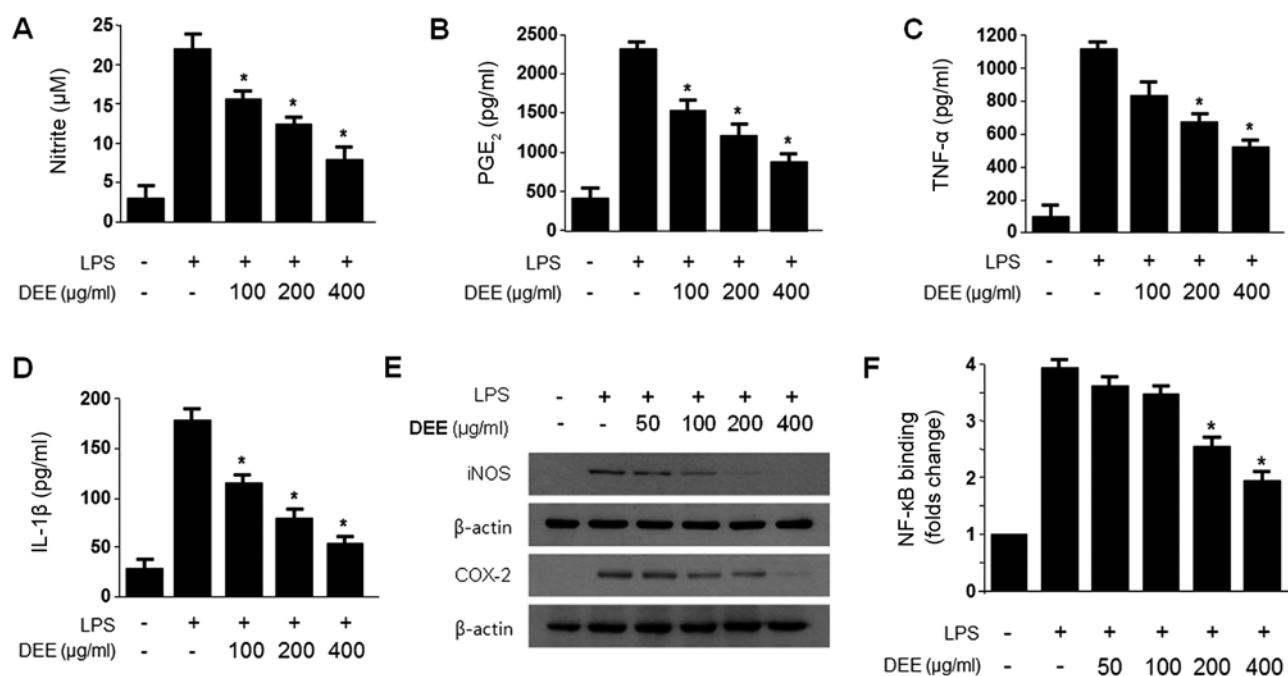 A
Nitrite (µM)
25
20
15
10
5
0
*
*
*
LPS - + + + +
DEE (µg/ml) - - 100 200 400
B
PGE₂ (pg/ml)
2500
2000
1500
1000
500
0
*
*
*
LPS - + + + +
DEE (µg/ml) - - 100 200 400
C
TNF-α (pg/ml)
1200
1000
800
600
400
200
0
*
*
LPS - + + + +
DEE (µg/ml) - - 100 200 400
D
IL-1β (pg/ml)
200
150
100
50
0
*
*
*
LPS - + + + +
DEE (µg/ml) - - 100 200 400
E
LPS - + + + + +
DEE (µg/ml) - - 50 100 200 400
iNOS
β-actin
COX-2
β-actin
F
NF-κB binding
(folds change)
4
3
2
1
0
*
*
LPS - + + + + +
DEE (µg/ml) - - 50 100 200 400